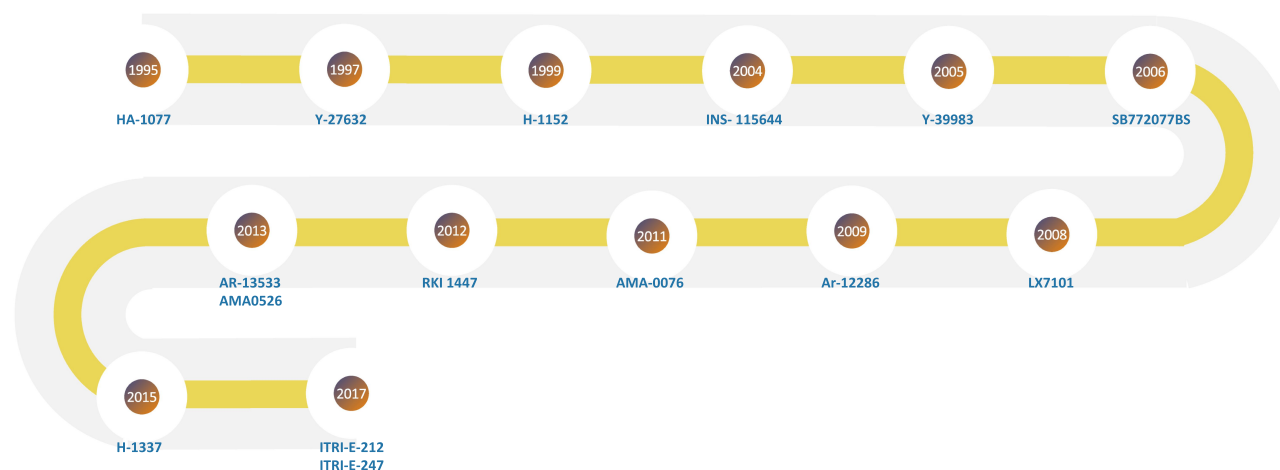 1995
1997
1999
2004
2005
2006
HA-1077
Y-27632
H-1152
INS- 115644
Y-39983
SB772077BS
2013
2012
2011
2009
2008
AR-13533
AMA0526
RKI 1447
AMA-0076
Ar-12286
LX7101
2015
2017
H-1337
ITRI-E-212
ITRI-E-247